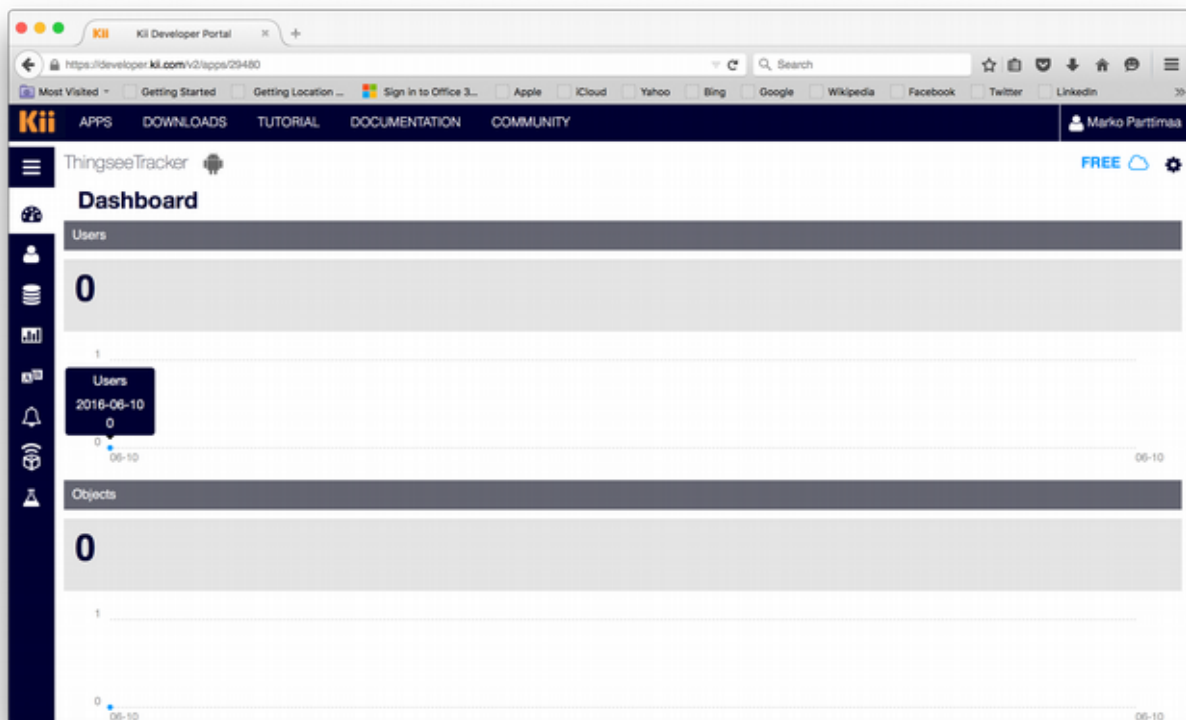 Kii Kii Developer Portal × +
https://developer.kii.com/v2/apps/29480 Search
Most Visited Getting Started Getting Location ... Sign in to Office 3... Apple iCloud Yahoo Bing Google Wikipedia Facebook Twitter LinkedIn »
Kii APPS DOWNLOADS TUTORIAL DOCUMENTATION COMMUNITY Marko Parttimaa
ThingseeTracker FREE
Dashboard
Users
0
1
Users
2016-06-10
0
0
06-10 06-10
Objects
0
1
0
06-10 06-10